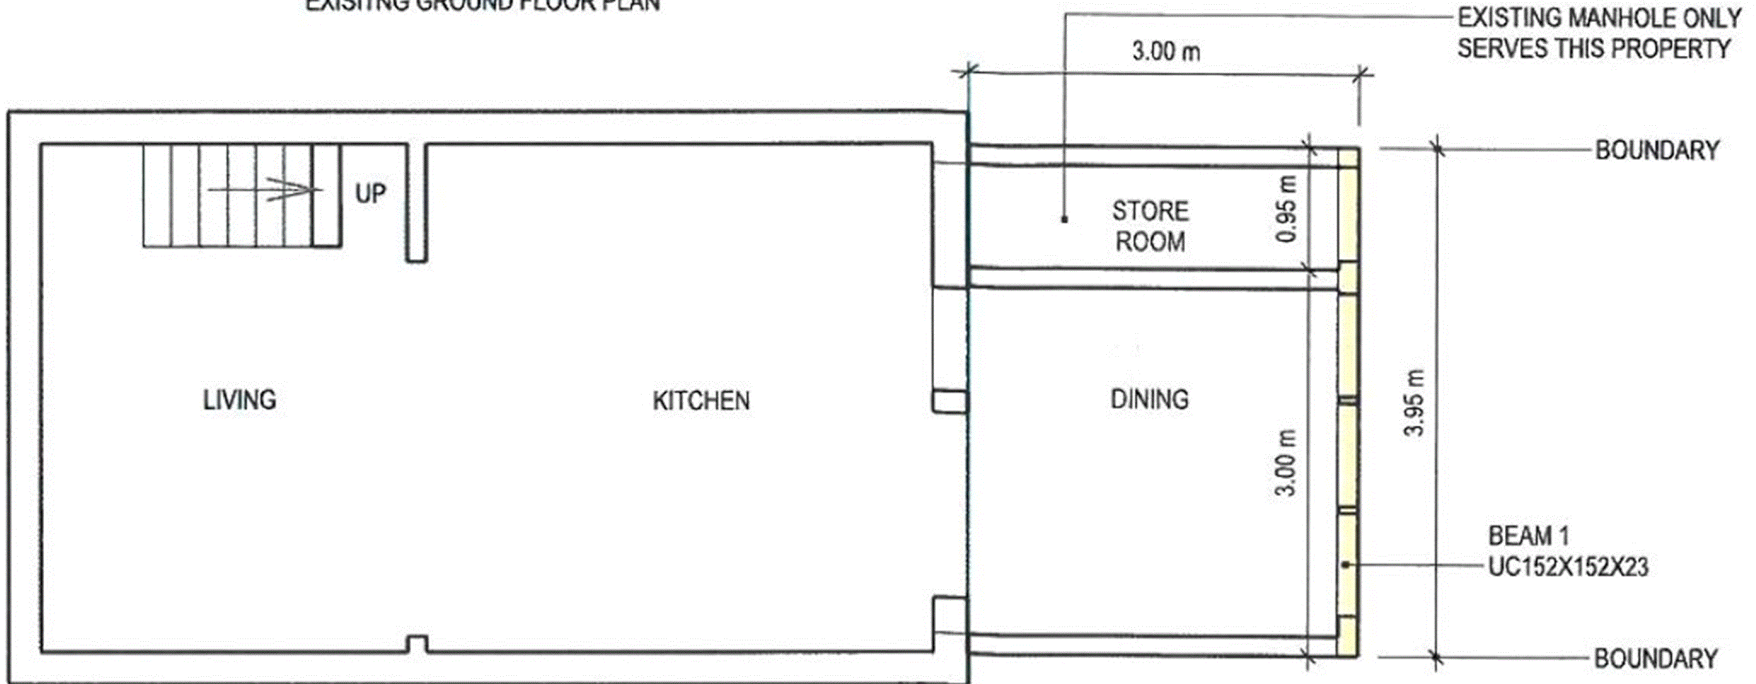 EXISITNG GROUND FLOOR PLAN
EXISTING MANHOLE ONLY
SERVES THIS PROPERTY
3.00 m
BOUNDARY
UP
STORE
ROOM
0.95 m
LIVING
KITCHEN
DINING
3.00 m
3.95 m
BEAM 1
UC152X152X23
BOUNDARY